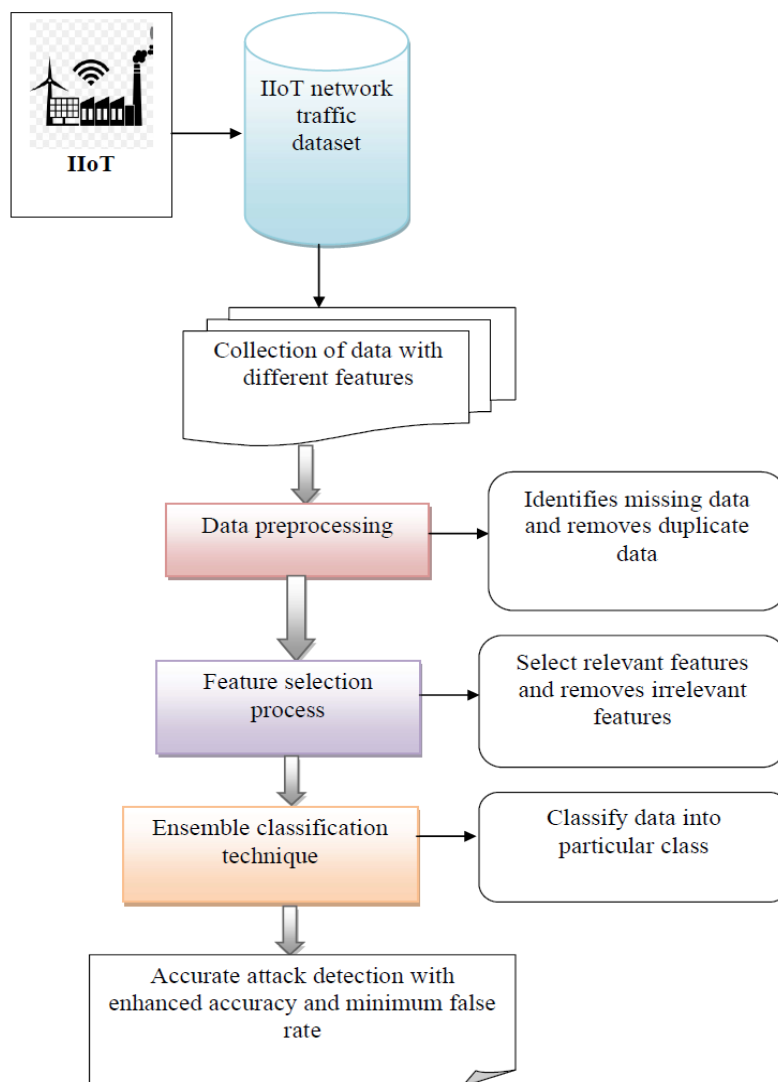 IIoT
IIoT network
traffic
dataset
Collection of data with
different features
Data preprocessing
Identifies missing data
and removes duplicate
data
Feature selection
process
Select relevant features
and removes irrelevant
features
Ensemble classification
technique
Classify data into
particular class
Accurate attack detection with
enhanced accuracy and minimum false
rate